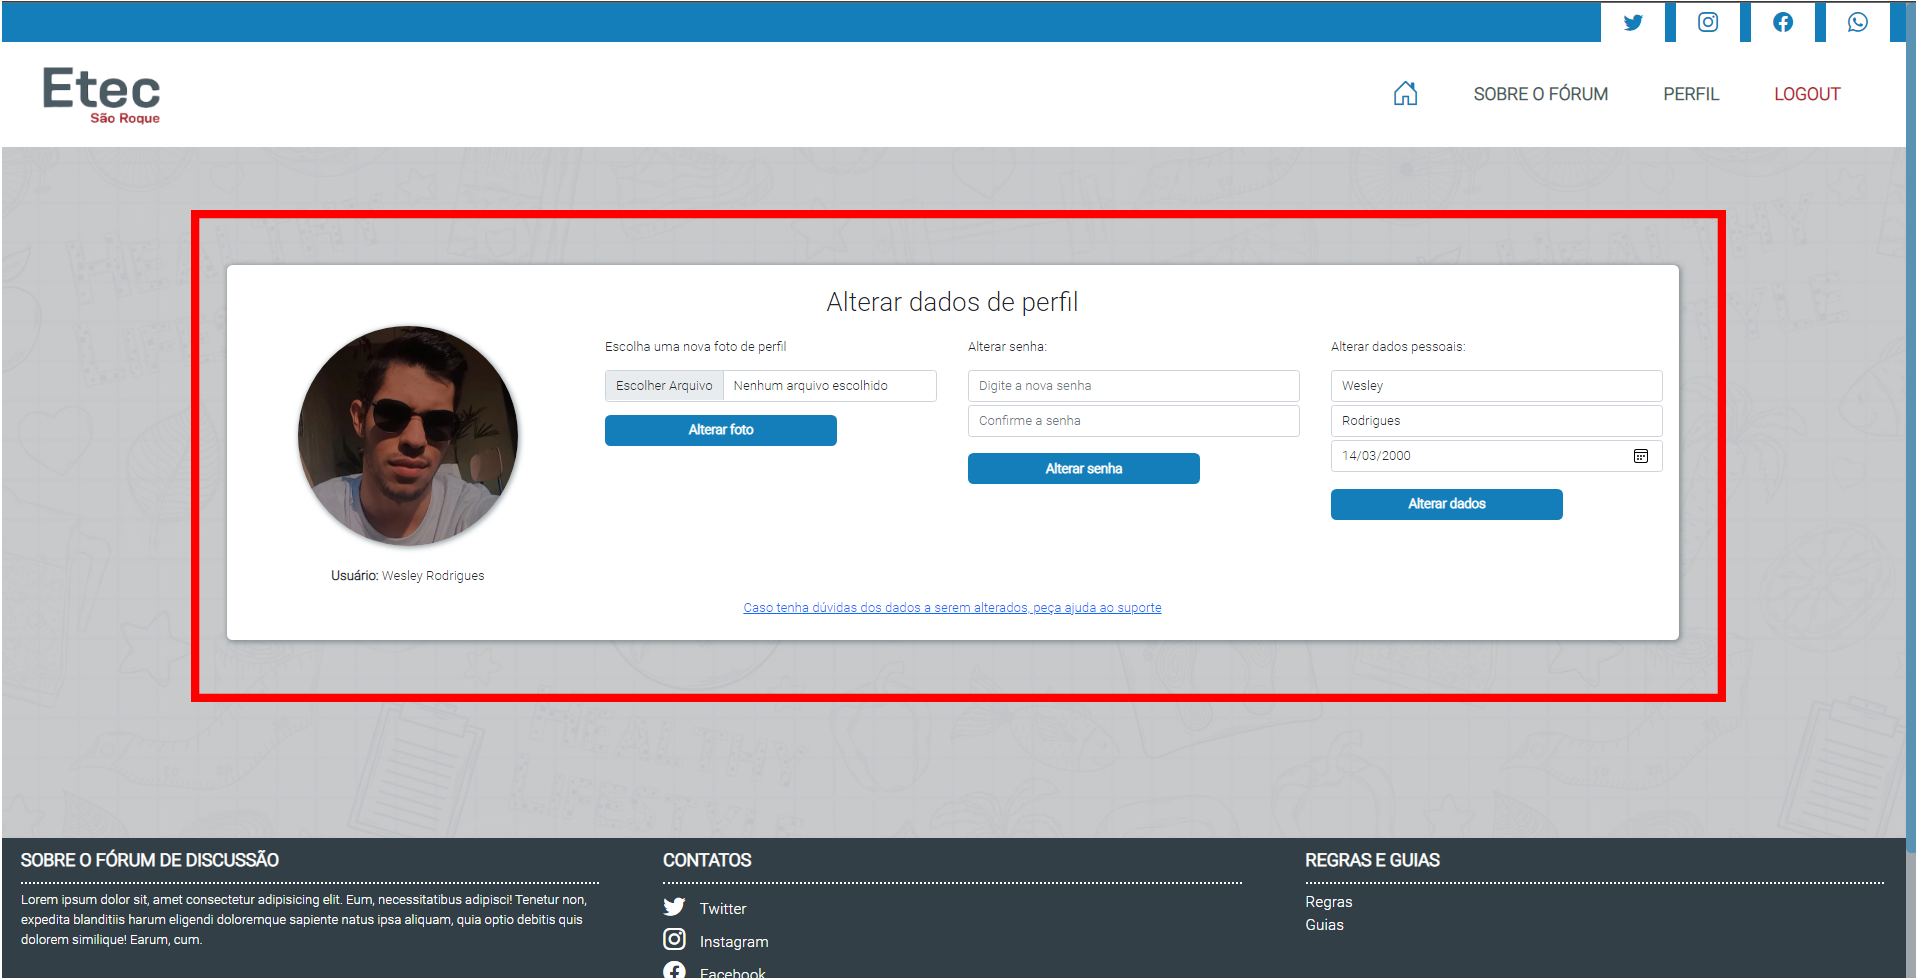 Etec
São Roque
SOBRE O FÓRUM
PERFIL
LOGOUT
Alterar dados de perfil
Escolha uma nova foto de perfil
Escolher Arquivo
Nenhum arquivo escolhido
Alterar foto
Alterar senha:
Digite a nova senha
Confirme a senha
Alterar senha
Alterar dados pessoais:
Wesley
Rodrigues
14/03/2000
Alterar dados
Usuário: Wesley Rodrigues
Caso tenha dúvidas dos dados a serem alterados, peça ajuda ao suporte
HEALTHY
LIFESTYLE
SOBRE O FÓRUM DE DISCUSSÃO
Lorem ipsum dolor sit, amet consectetur adipisicing elit. Eum, necessitatibus adipisci! Tenetur non,
expedita blanditiis harum eligendi doloremque sapiente natus ipsa aliquam, quia optio debitis quis
dolorem similique! Earum, cum.
CONTATOS
Twitter
Instagram
Facebook
REGRAS E GUIAS
Regras
Guias